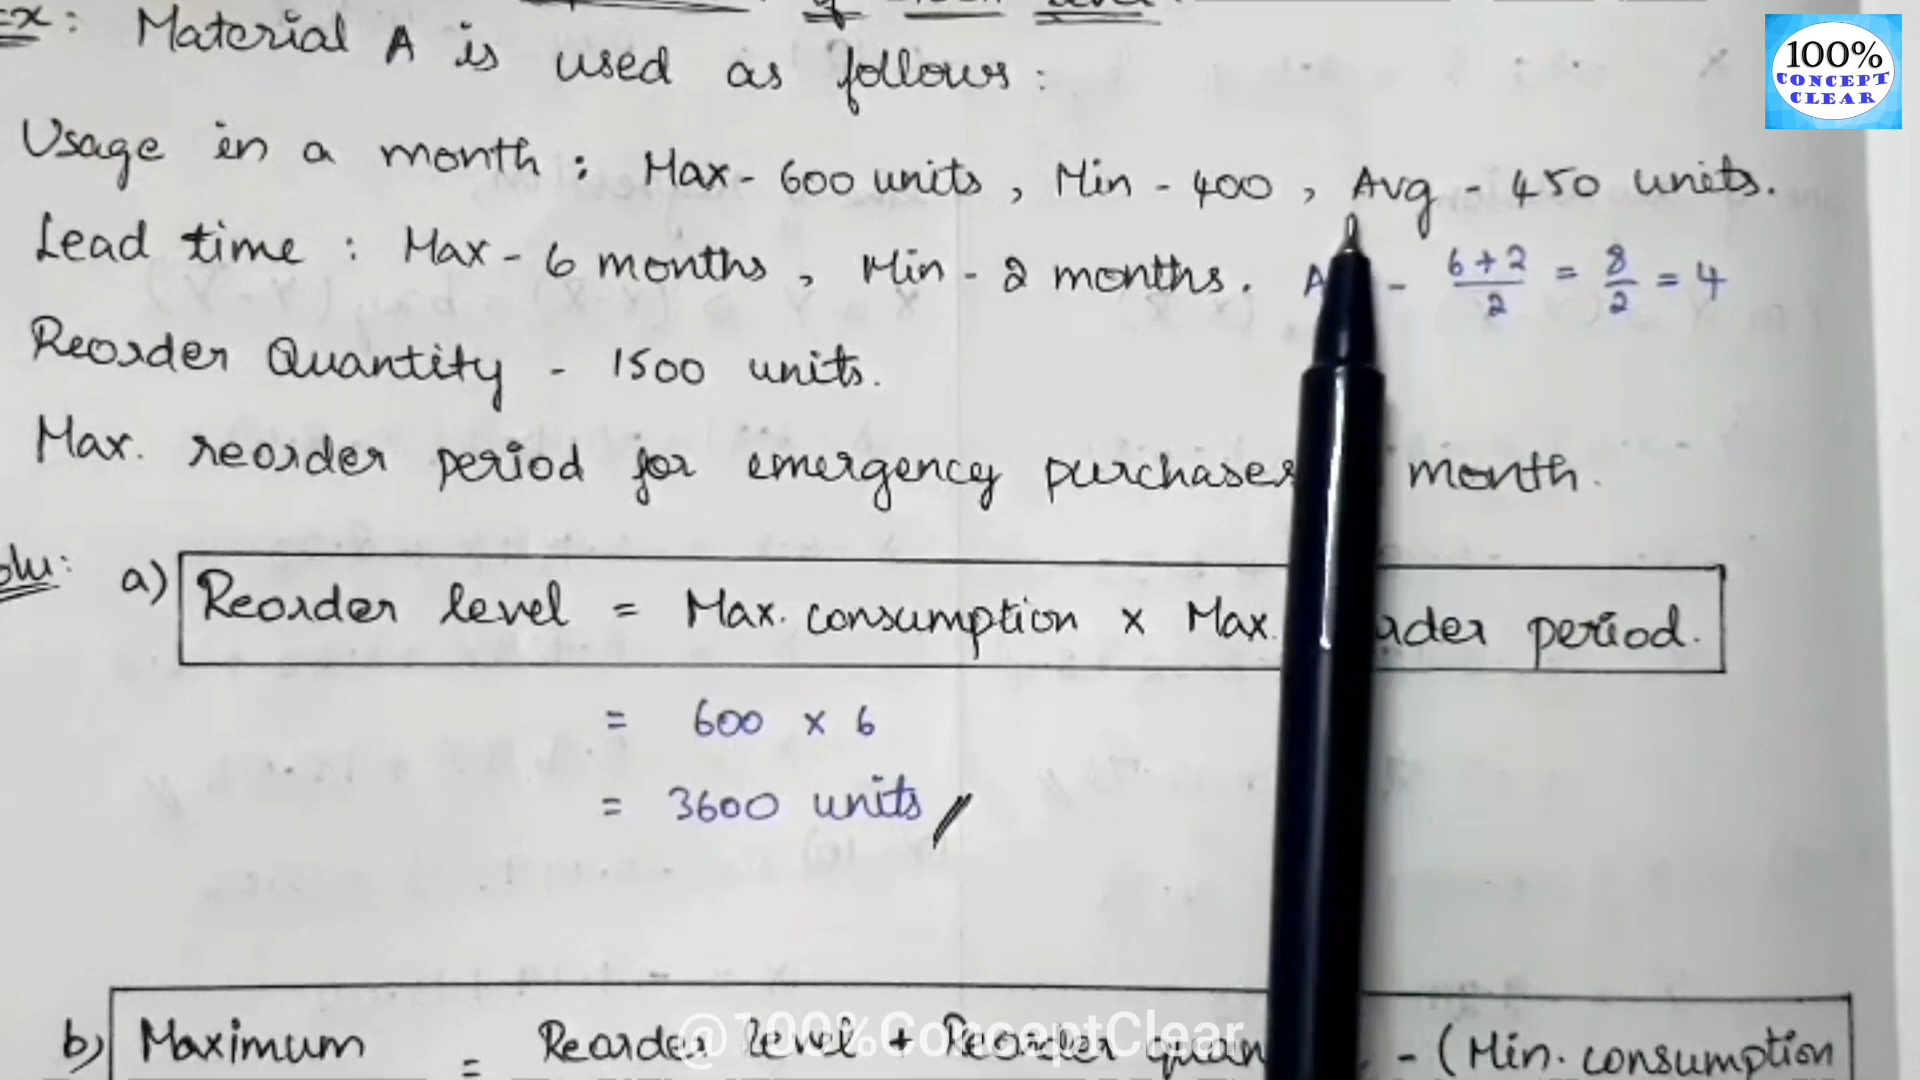 100%
CONCEPT
CLEAR
Ex: Material A is used as follows:
Usage in a month : Max - 600 units, Min - 400, Avg - 450 units.
Lead time : Max - 6 months, Min - 2 months. - 6+2/2 = 8/2 = 4
Reorder Quantity - 1500 units.
Max. reorder period for emergency purchases month.
Solu: a) Reorder level = Max. consumption x Max. period.
= 600 x 6
= 3600 units
b) Maximum = Reorder level + Reorder - (Min. consumption
@100%ConceptClear